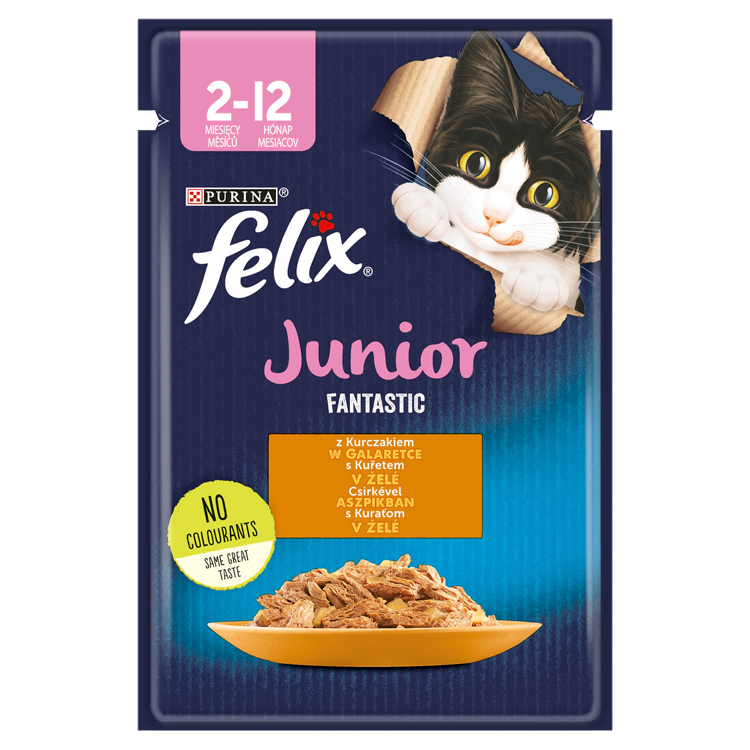 2-12
MIESIĘCY HÓNAP
MĚSÍCŮ MESIACOV
PURINA®
felix®
Junior
FANTASTIC
z Kurczakiem
W GALARETCE
s Kuřetem
V ŽELÉ
Csirkével
ASZPIKBAN
s Kuraťom
V ŽELÉ
NO
COLOURANTS
SAME GREAT
TASTE